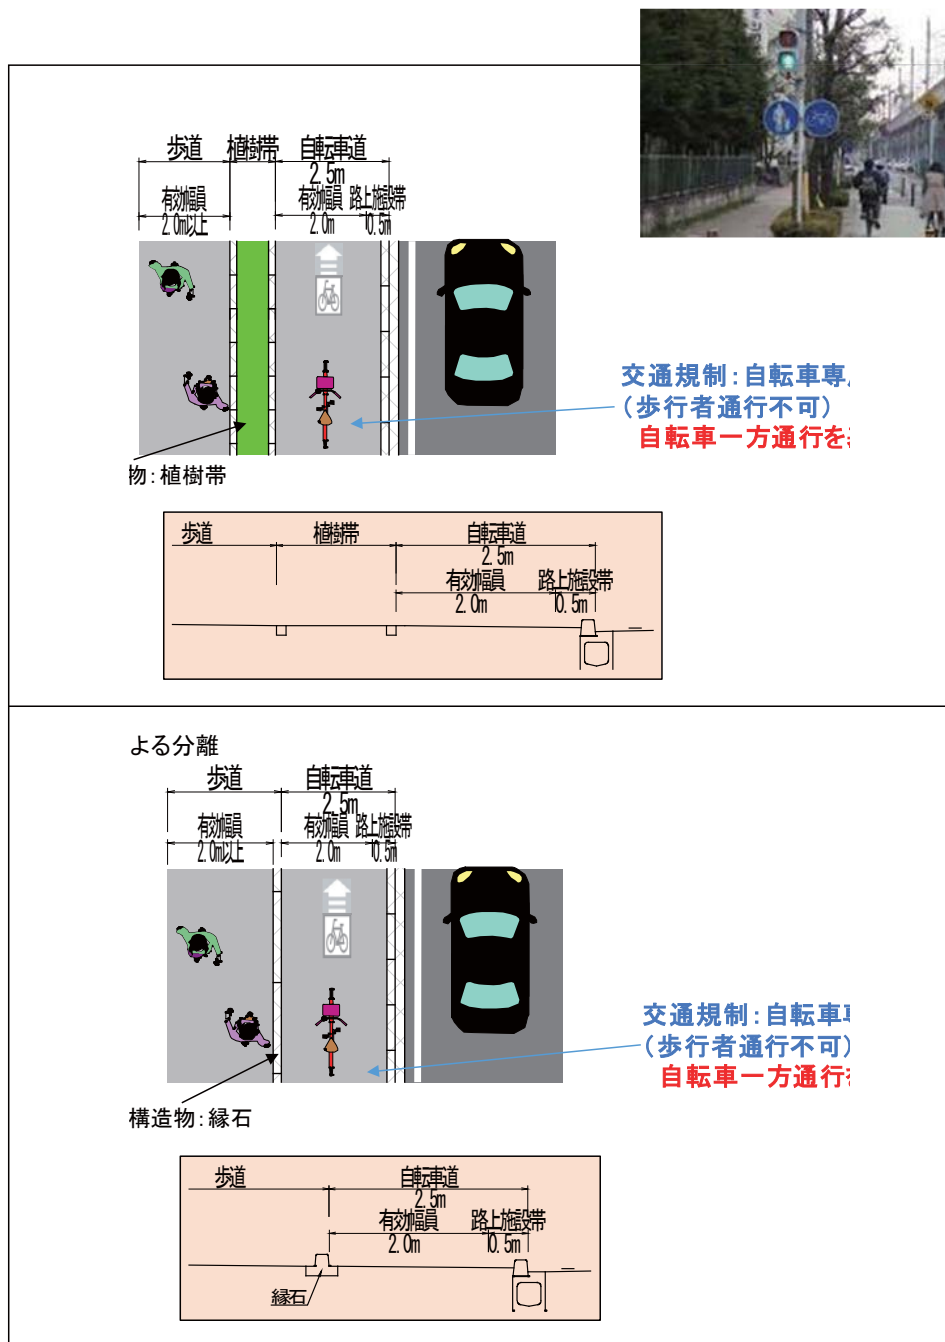 歩道 植樹帯 自転車道
2.5m
有効幅員 有効幅員 路上施設帯
2.0m以上 2.0m 0.5m
交通規制：自転車専
（歩行者通行不可）
自転車一方通行を
物：植樹帯
歩道 植樹帯 自転車道
2.5m
有効幅員 路上施設帯
2.0m 0.5m
よる分離
歩道 自転車道
2.5m
有効幅員 有効幅員 路上施設帯
2.0m以上 2.0m 0.5m
交通規制：自転車
（歩行者通行不可）
自転車一方通行
構造物：縁石
歩道 自転車道
2.5m
有効幅員 路上施設帯
2.0m 0.5m
縁石